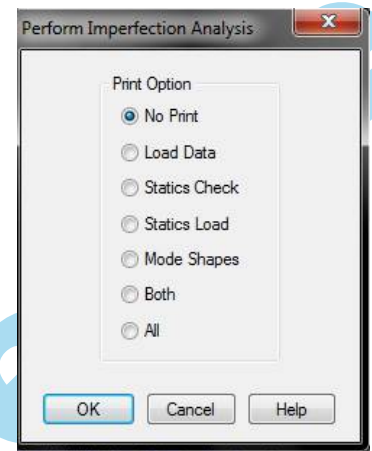 Perform Imperfection Analysis
Print Option
No Print
Load Data
Statics Check
Statics Load
Mode Shapes
Both
All
OK Cancel Help